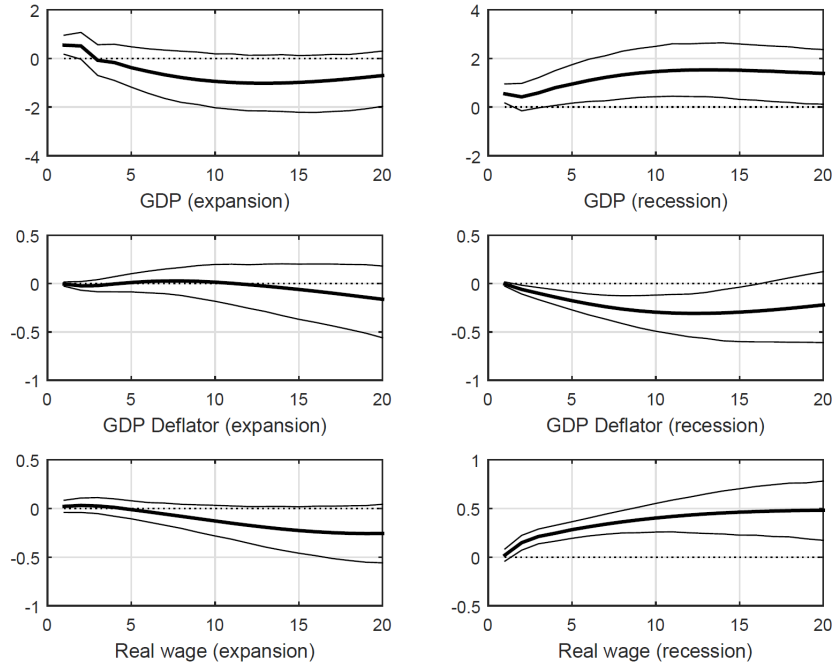 2
0
-2
-4
0 5 10 15 20
GDP (expansion)
4
2
0
-2
0 5 10 15 20
GDP (recession)
0.5
0
-0.5
-1
0 5 10 15 20
GDP Deflator (expansion)
0.5
0
-0.5
-1
0 5 10 15 20
GDP Deflator (recession)
0.5
0
-0.5
-1
0 5 10 15 20
Real wage (expansion)
1
0.5
0
-0.5
0 5 10 15 20
Real wage (recession)